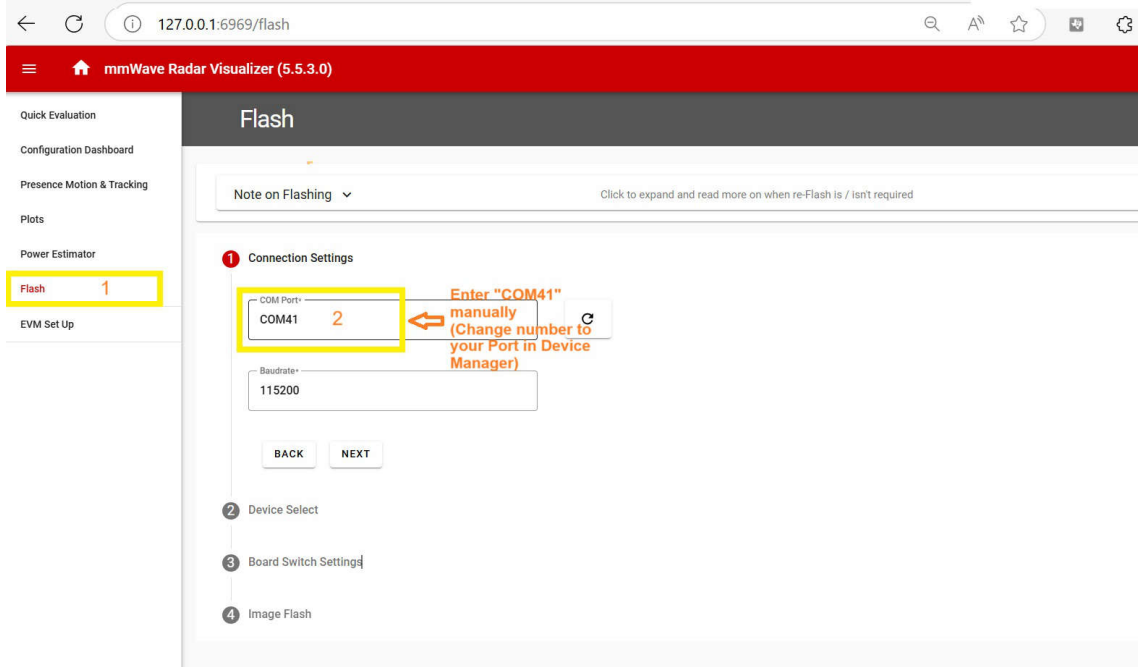 127.0.0.1:6969/flash
mmWave Radar Visualizer (5.5.3.0)
Quick Evaluation
Configuration Dashboard
Presence Motion & Tracking
Plots
Power Estimator
Flash 1
EVM Set Up
Flash
Note on Flashing
Click to expand and read more on when re-Flash is / isn't required
1 Connection Settings
COM Port*
COM41 2
Enter "COM41"
manually
(Change number to
your Port in Device
Manager)
Baudrate*
115200
BACK NEXT
2 Device Select
3 Board Switch Settings
4 Image Flash